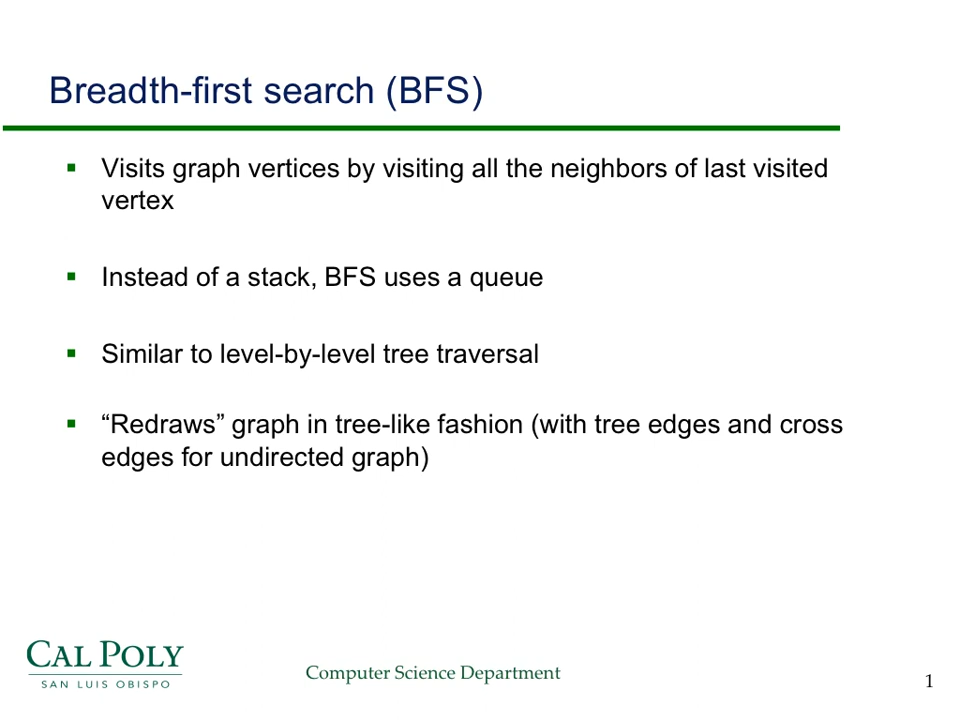 Breadth-first search (BFS)
▪ Visits graph vertices by visiting all the neighbors of last visited
vertex
▪ Instead of a stack, BFS uses a queue
▪ Similar to level-by-level tree traversal
▪ “Redraws” graph in tree-like fashion (with tree edges and cross
edges for undirected graph)
CAL POLY
SAN LUIS OBISPO
Computer Science Department
1